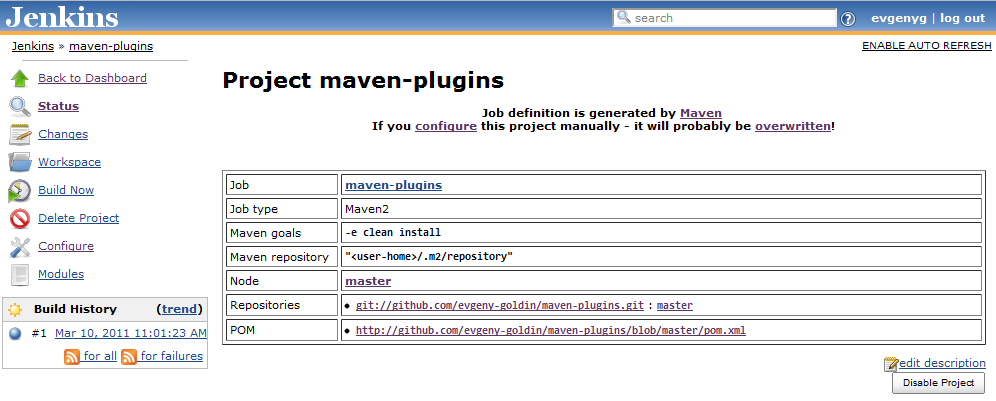 Jenkins
search
evgenyg | log out
Jenkins » maven-plugins
ENABLE AUTO REFRESH
Back to Dashboard
Status
Changes
Workspace
Build Now
Delete Project
Configure
Modules
Build History (trend)
#1 Mar 10, 2011 11:01:23 AM
for all for failures
Project maven-plugins
Job definition is generated by Maven
If you configure this project manually - it will probably be overwritten!
Job maven-plugins
Job type Maven2
Maven goals -e clean install
Maven repository "<user-home>/.m2/repository"
Node master
Repositories • git://github.com/evgeny-goldin/maven-plugins.git : master
POM • http://github.com/evgeny-goldin/maven-plugins/blob/master/pom.xml
edit description
Disable Project